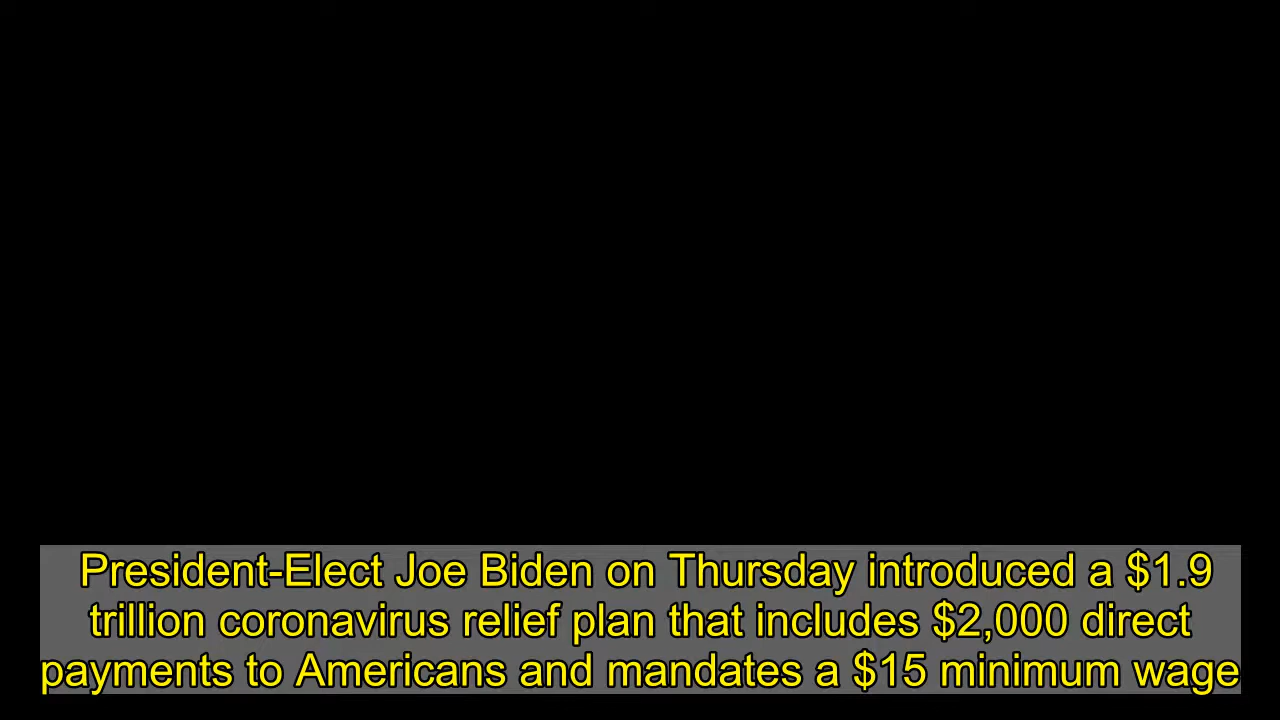 President-Elect Joe Biden on Thursday introduced a $1.9
trillion coronavirus relief plan that includes $2,000 direct
payments to Americans and mandates a $15 minimum wage